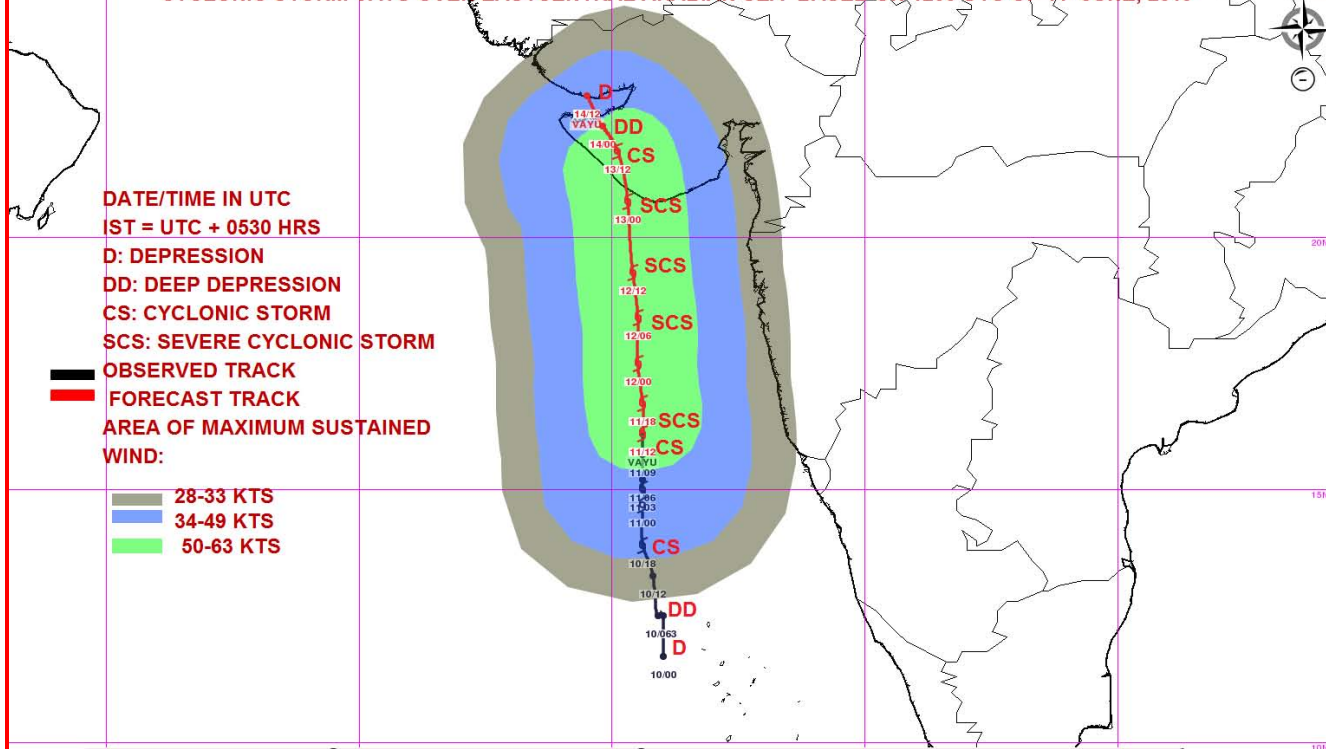 D
14/12
VAYU
DD
14/00
CS
13/12
DATE/TIME IN UTC
SCS
13/00
IST = UTC + 0530 HRS
D: DEPRESSION
SCS
DD: DEEP DEPRESSION
12/12
CS: CYCLONIC STORM
SCS
12/06
SCS: SEVERE CYCLONIC STORM
OBSERVED TRACK
12/00
FORECAST TRACK
SCS
11/18
AREA OF MAXIMUM SUSTAINED
CS
11/12
WIND:
VAYU
11/09
28-33 KTS
11/06
11/03
34-49 KTS
11/00
50-63 KTS
CS
10/18
10/12
DD
10/063
D
10/00